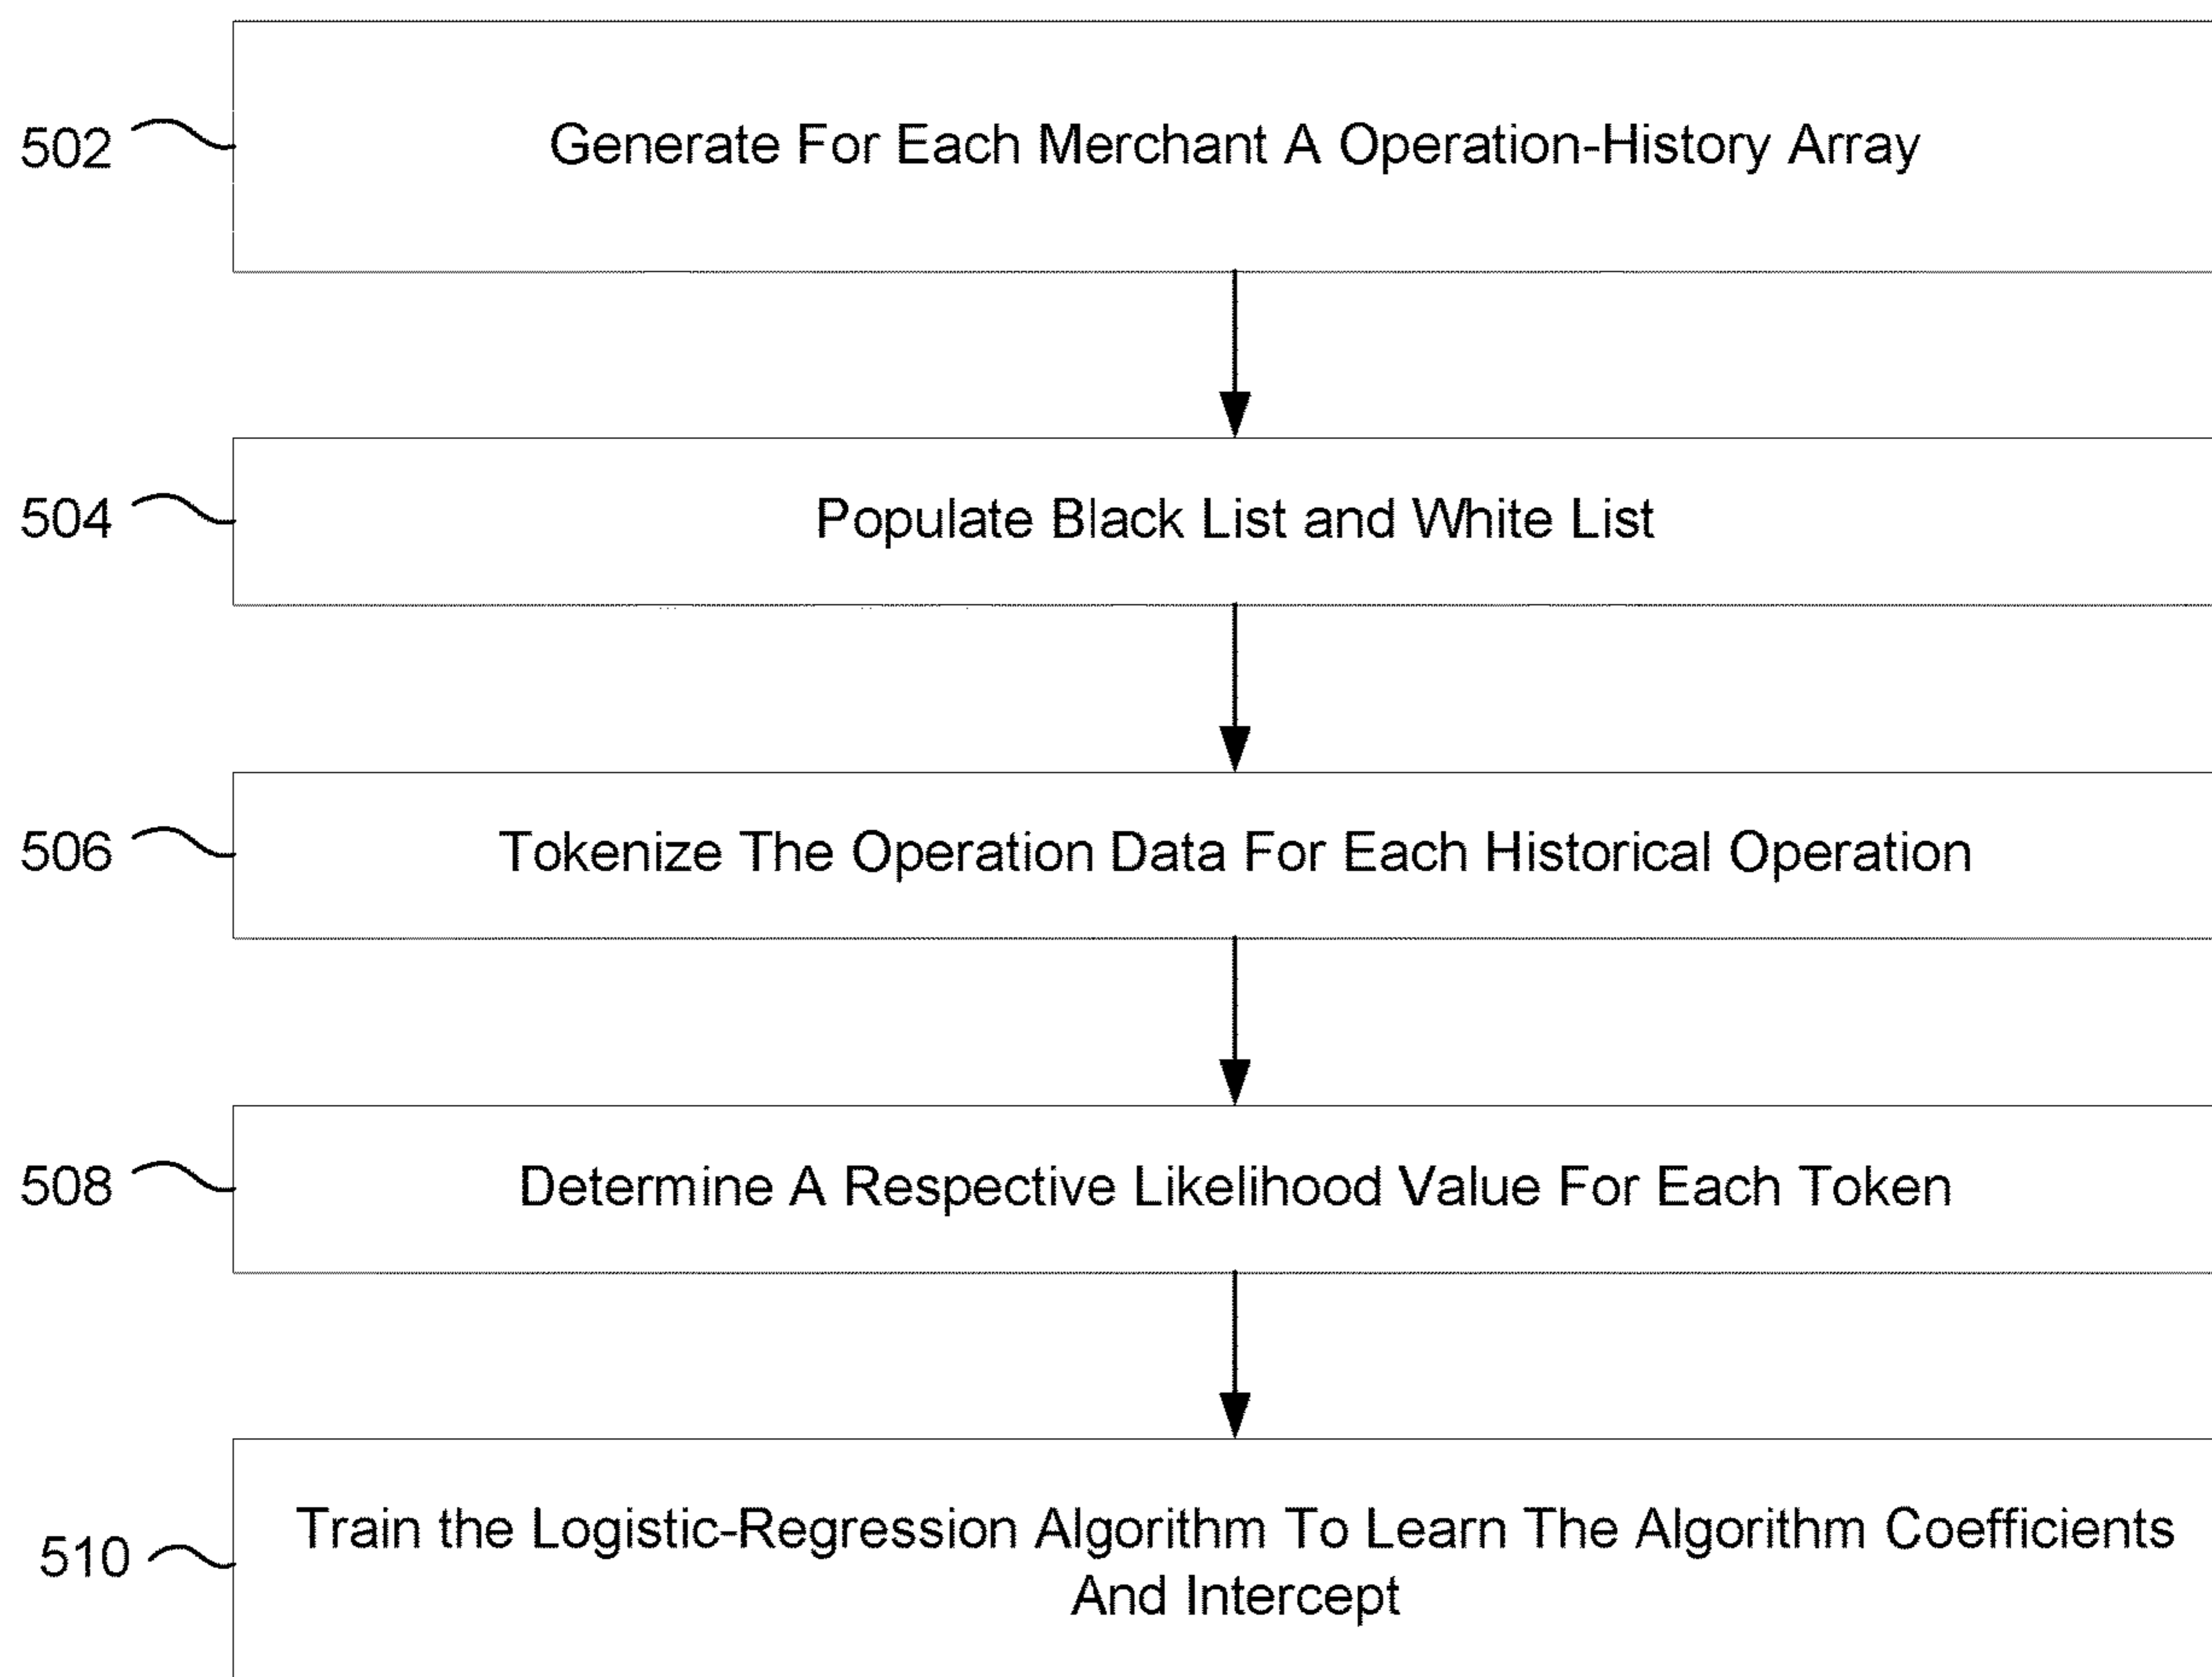 502
Generate For Each Merchant A Operation-History Array
504
Populate Black List and White List
506
Tokenize The Operation Data For Each Historical Operation
508
Determine A Respective Likelihood Value For Each Token
510
Train the Logistic-Regression Algorithm To Learn The Algorithm Coefficients
And Intercept